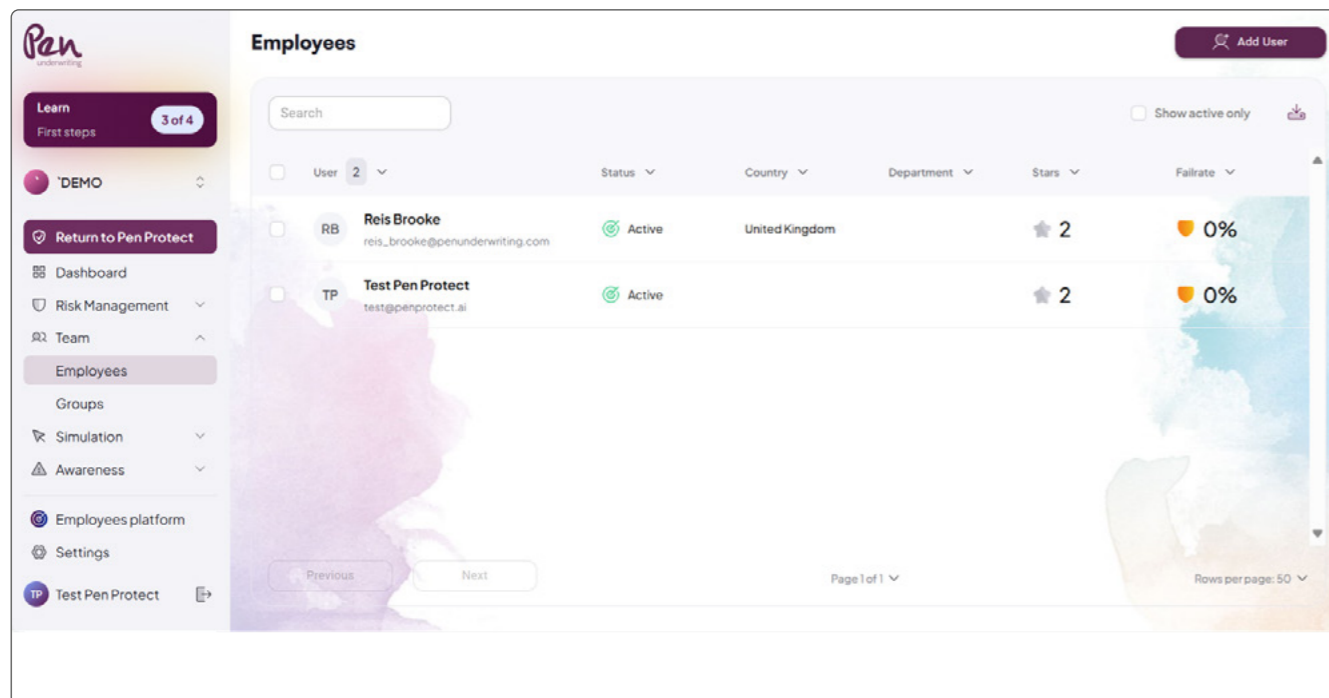 Pen
underwriting
Learn
First steps
3 of 4
`DEMO
Return to Pen Protect
Dashboard
Risk Management
Team
Employees
Groups
Simulation
Awareness
Employees platform
Settings
TP Test Pen Protect
Employees
Add User
Search
Show active only
User 2 Status Country Department Stars Failrate
RB Reis Brooke Active United Kingdom 2 0%
reis_brooke@penunderwriting.com
TP Test Pen Protect Active 2 0%
test@penprotect.ai
Previous Next Page 1 of 1 Rows per page: 50